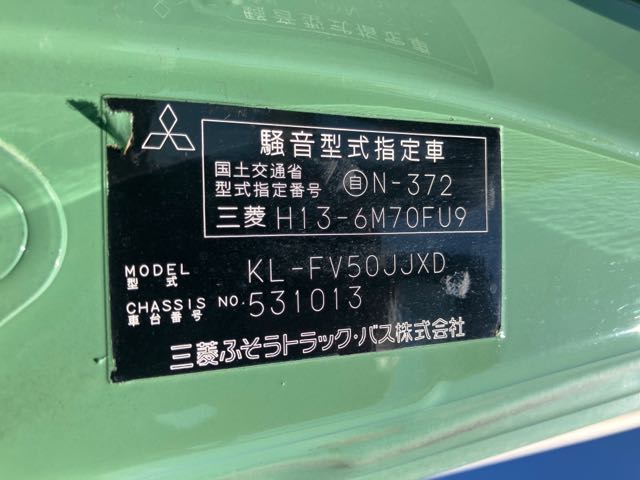 騒音型式指定車
国土交通省
型式指定番号 自 N-372
三菱 H13-6M70FU9
MODEL 型式 KL-FV50JJXD
CHASSIS NO. 車台番号 531013
三菱ふそうトラック・バス株式会社